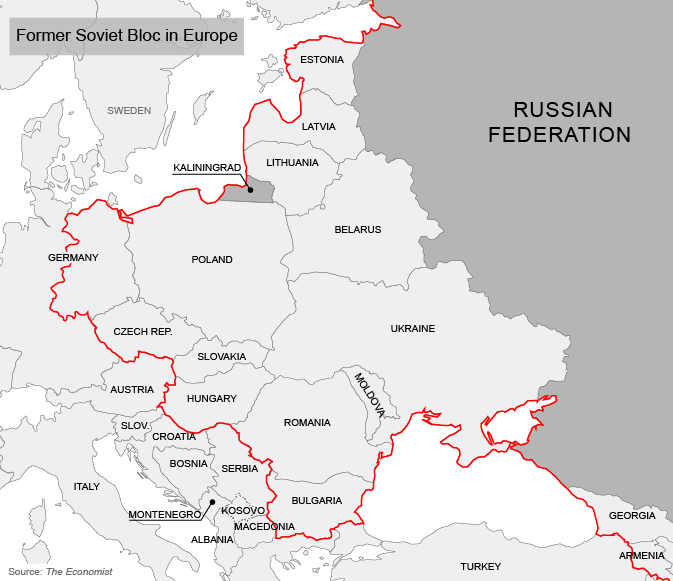 Former Soviet Bloc in Europe
ESTONIA
SWEDEN
RUSSIAN
FEDERATION
LATVIA
LITHUANIA
KALININGRAD
BELARUS
GERMANY
POLAND
CZECH REP.
UKRAINE
SLOVAKIA
AUSTRIA
HUNGARY
MOLDOVA
SLOV.
ROMANIA
CROATIA
BOSNIA
SERBIA
ITALY
BULGARIA
MONTENEGRO
KOSOVO
GEORGIA
MACEDONIA
ALBANIA
ARMENIA
TURKEY
Source: The Economist